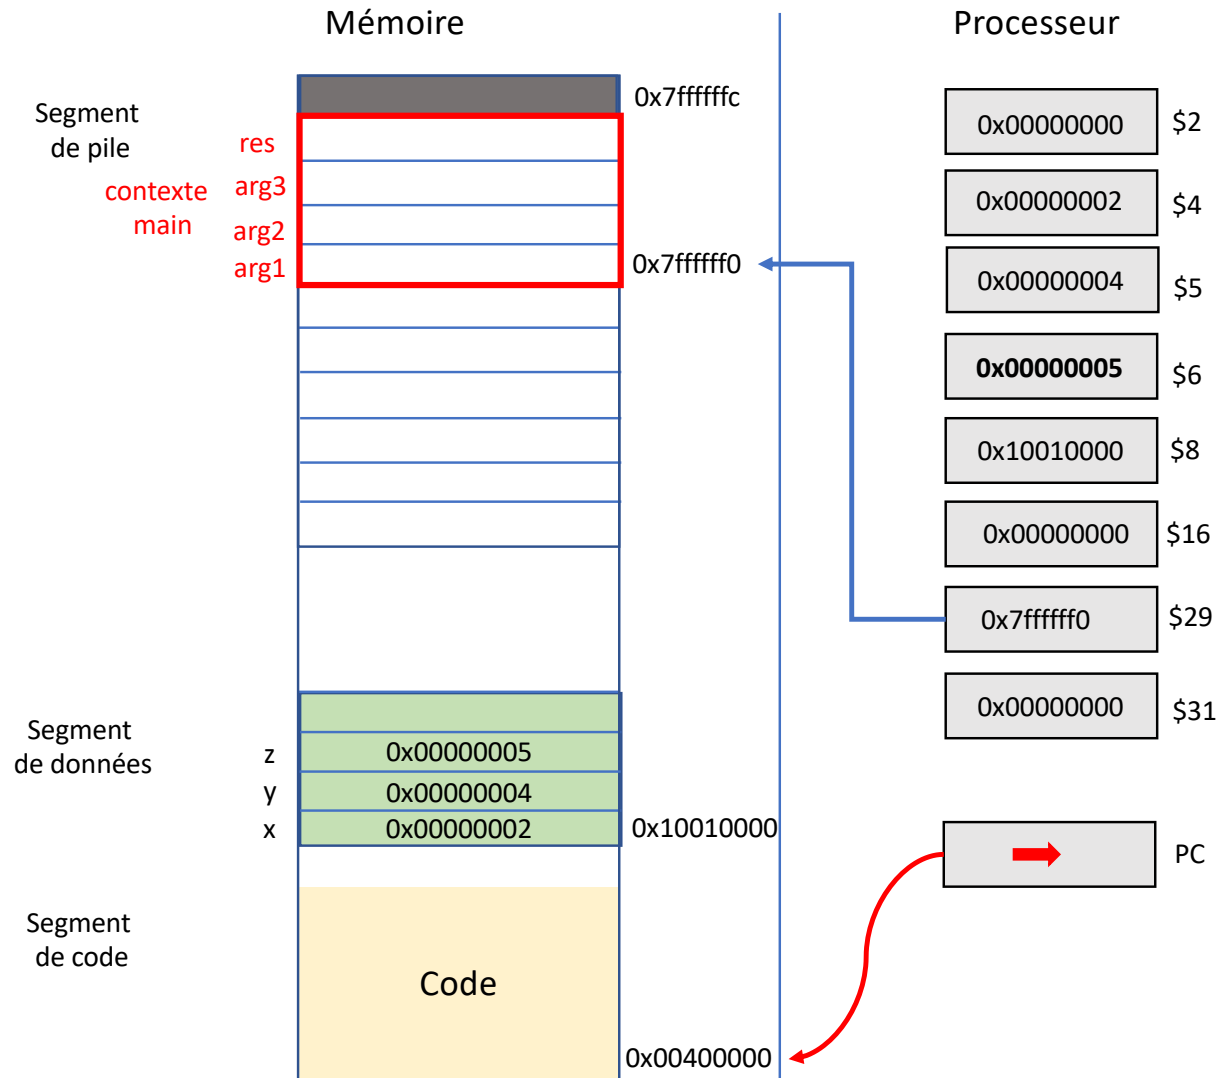 Mémoire
Processeur
0x7ffffffc
Segment
de pile
res
contexte
main
arg3
arg2
arg1
0x7ffffff0
0x00000000 $2
0x00000002 $4
0x00000004 $5
0x00000005 $6
0x10010000 $8
0x00000000 $16
0x7ffffff0 $29
0x00000000 $31
Segment
de données
z 0x00000005
y 0x00000004
x 0x00000002 0x10010000
PC
Segment
de code
Code
0x00400000